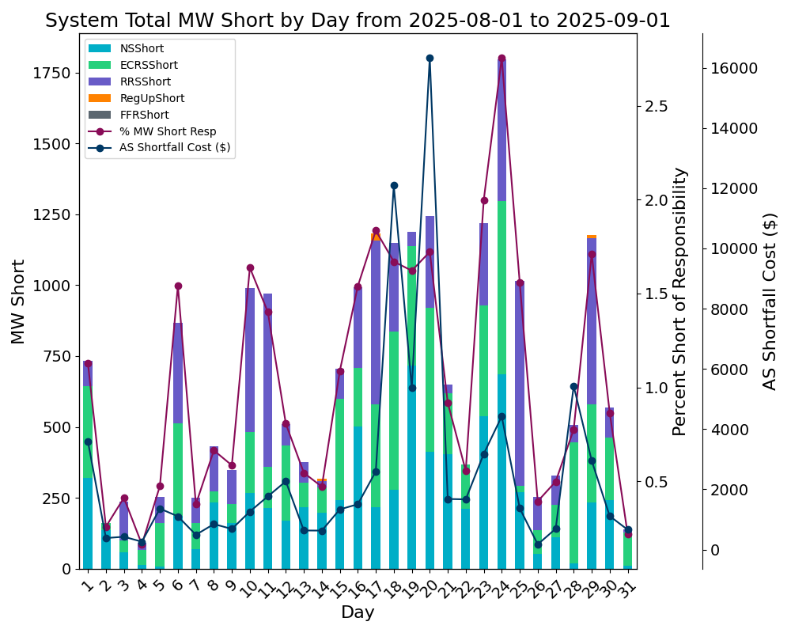 System Total MW Short by Day from 2025-08-01 to 2025-09-01
NSShort
ECRSShort
RRSShort
RegUpShort
FFRShort
% MW Short Resp
AS Shortfall Cost ($)
MW Short
1750
1500
1250
1000
750
500
250
0
2.5
2.0
1.5
1.0
0.5
Percent Short of Responsibility
16000
14000
12000
10000
8000
6000
4000
2000
0
AS Shortfall Cost ($)
1 2 3 4 5 6 7 8 9 10 11 12 13 14 15 16 17 18 19 20 21 22 23 24 25 26 27 28 29 30 31
Day